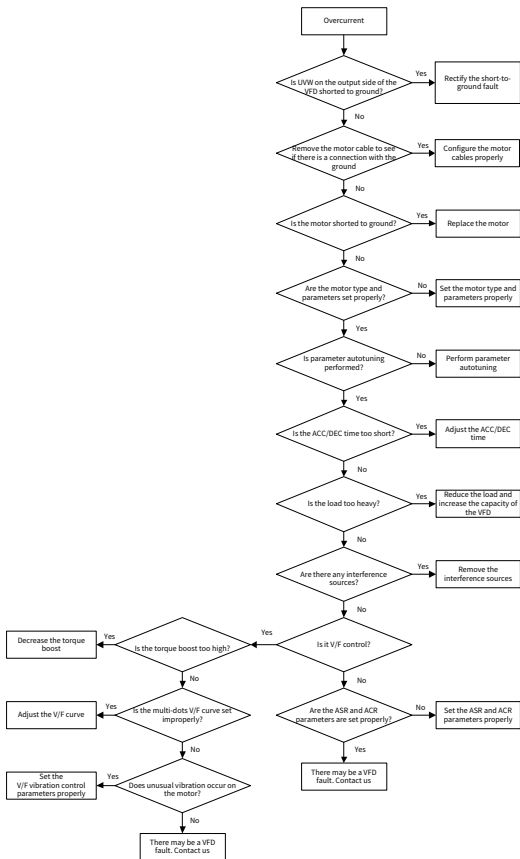 Overcurrent
Is UVW on the output side of the
VFD shorted to ground?
Yes
Rectify the short-to-
ground fault
No
Remove the motor cable to see
if there is a connection with the
ground
Yes
Configure the motor
cables properly
No
Is the motor shorted to ground?
Yes
Replace the motor
No
Are the motor type and
parameters set properly?
No
Set the motor type and
parameters properly
Yes
Is parameter autotuning
performed?
No
Perform parameter
autotuning
Yes
Is the ACC/DEC time too short?
Yes
Adjust the ACC/DEC
time
No
Is the load too heavy?
Yes
Reduce the load and
increase the capacity of
the VFD
No
Are there any interference
sources?
Yes
Remove the
interference sources
No
Is it V/F control?
Yes
Is the torque boost too high?
Yes
Decrease the torque
boost
No
No
Is the multi-dots V/F curve set
improperly?
Yes
Adjust the V/F curve
Are the ASR and ACR
parameters are set properly?
No
Set the ASR and ACR
parameters properly
No
Yes
Does unusual vibration occur on
the motor?
Yes
Set the
V/F vibration control
parameters properly
There may be a VFD
fault. Contact us
No
There may be a VFD
fault. Contact us